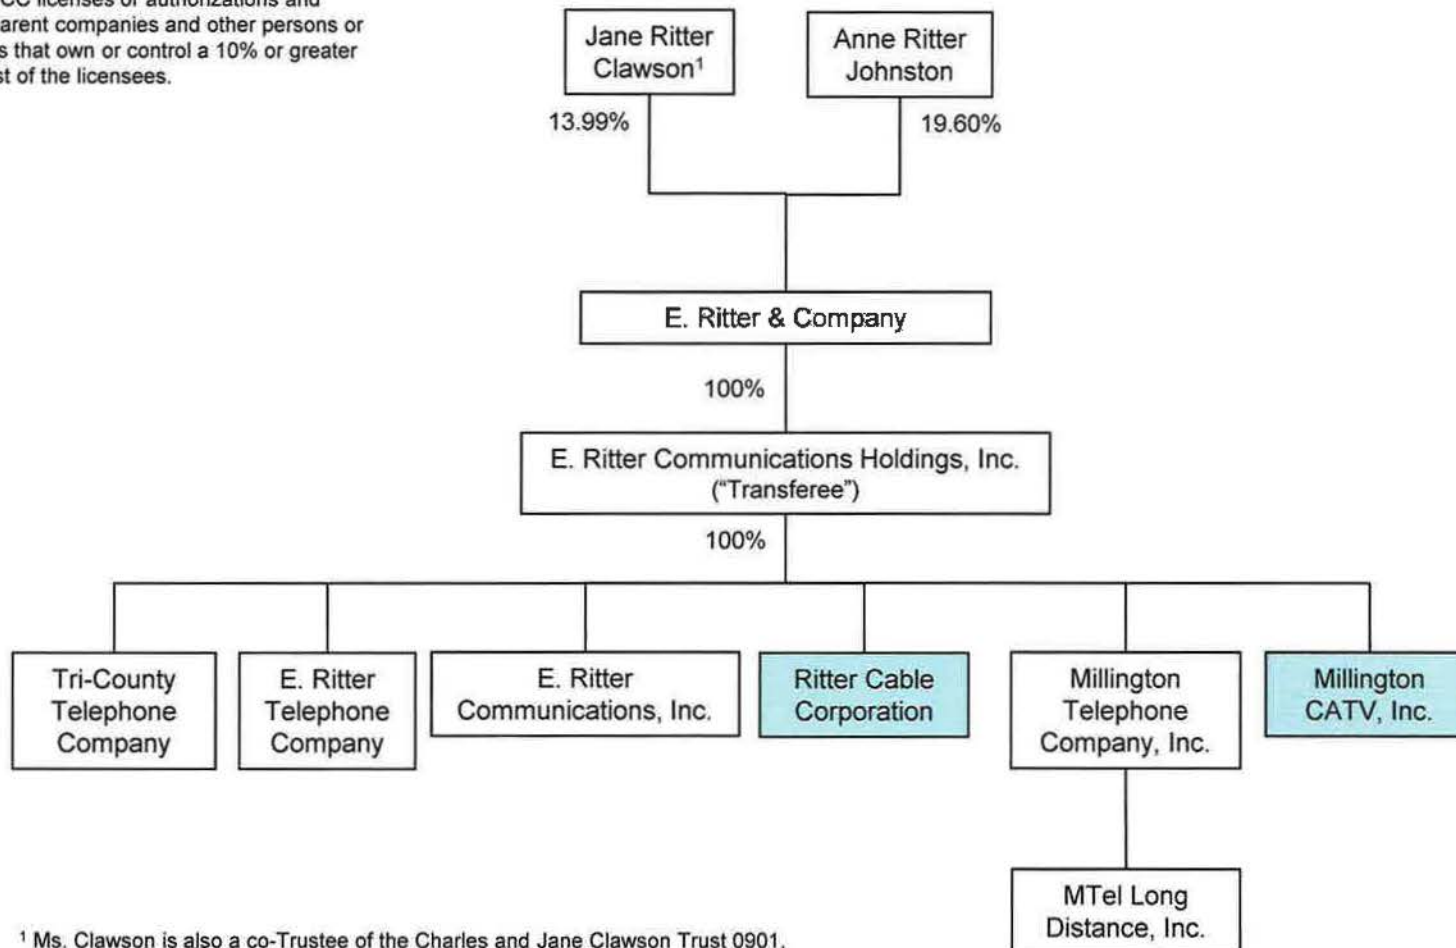 arent companies and other persons or
s that own or control a 10% or greater
st of the licensees.
Jane Ritter
Clawson¹
Anne Ritter
Johnston
13.99%
19.60%
E. Ritter & Company
100%
E. Ritter Communications Holdings, Inc.
("Transferee")
100%
Tri-County
Telephone
Company
E. Ritter
Telephone
Company
E. Ritter
Communications, Inc.
Ritter Cable
Corporation
Millington
Telephone
Company, Inc.
Millington
CATV, Inc.
MTel Long
Distance, Inc.
¹ Ms. Clawson is also a co-Trustee of the Charles and Jane Clawson Trust 0901.